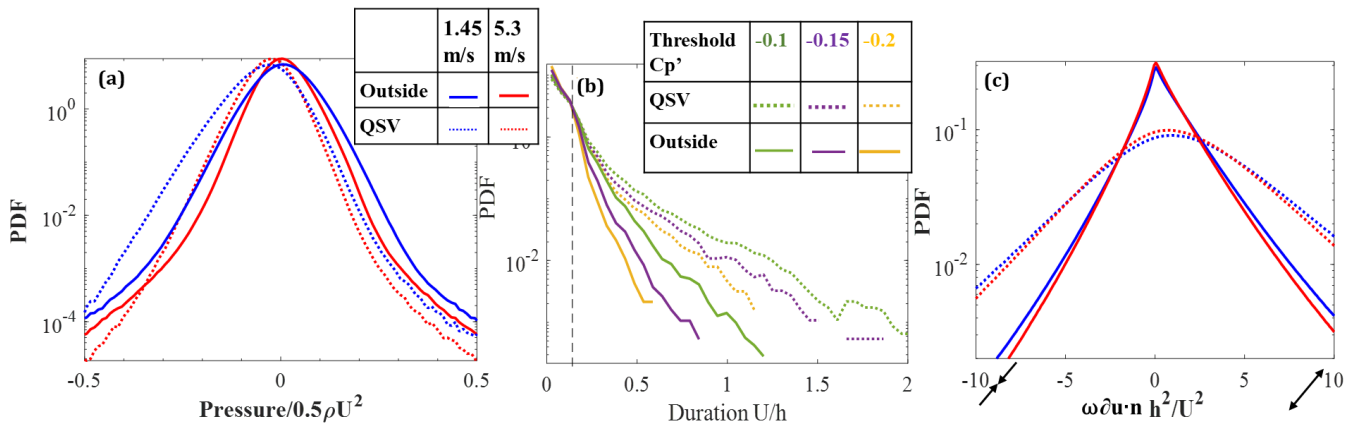 (a)
PDF
10^0
10^-2
10^-4
-0.5
0
0.5
Pressure/0.5ρU^2
1.45 m/s
5.3 m/s
Outside
QSV
(b)
PDF
10^-2
0
0.5
1
1.5
2
Duration U/h
Threshold Cp'
-0.1
-0.15
-0.2
QSV
Outside
(c)
PDF
10^-1
10^-2
-10
-5
0
5
10
ω∂u·n h^2/U^2